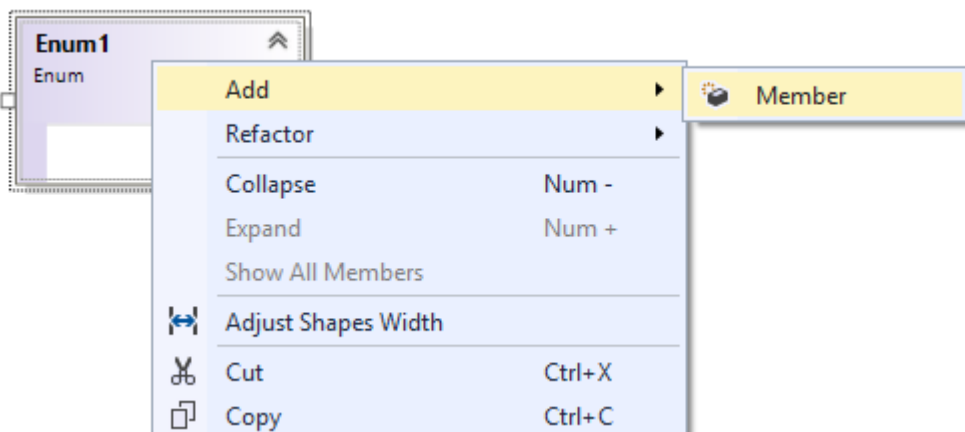 Enum1
Enum
Add
Member
Refactor
Collapse Num -
Expand Num +
Show All Members
Adjust Shapes Width
Cut Ctrl+X
Copy Ctrl+C